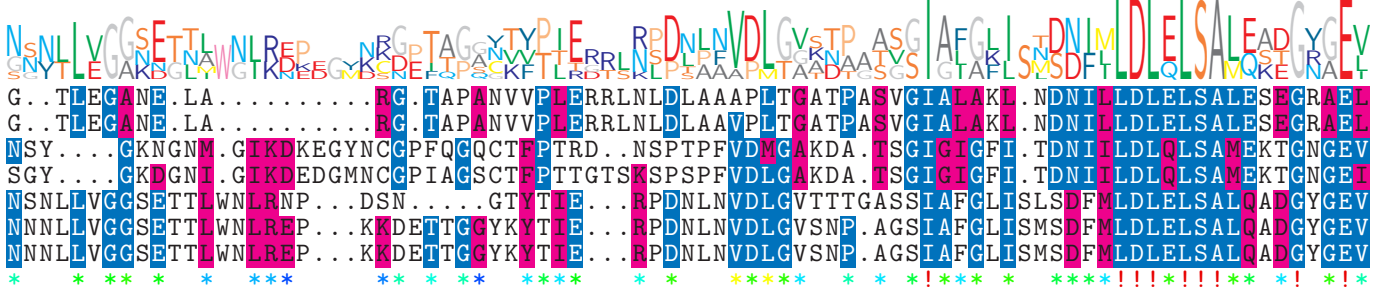 G..TLEGANE.LA..........RG.TAPANVVPLERRLNLDLAAAPLTGATPASVGIALAKL.NDNILLDLELSALESEGRAEL
G..TLEGANE.LA..........RG.TAPANVVPLERRLNLDLAAVPLTGATPASVGIALAKL.NDNILLDLELSALESEGRAEL
NSY....GKNGNM.GIKDKEGYNCGPFQGQCTFPTRD..NSPTPFVDMGAKDA.TSGIGIGFI.TDNIILDLQLSAMEKTGNGEV
SGY....GKDGNI.GIKDEDGMNCGPIAGSCTFPTTGTSKSPSPFVDLGAKDA.TSGIGIGFI.TDNIILDLQLSAMEKTGNGEI
NSNLLVGGSETTLWNLRNP...DSN.....GTYTIE...RPDNLNVDLGVTTTGASSIAFGLISLSDFMLDLELSALQADGYGEV
NNNLLVGGSETTLWNLREP...KKDETTGGYKYTIE...RPDNLNVDLGVSNP.AGSIAFGLISMSDFMLDLELSALQADGYGEV
NNNLLVGGSETTLWNLREP...KKDETTGGYKYTIE...RPDNLNVDLGVSNP.AGSIAFGLISMSDFMLDLELSALQADGYGEV
* * ** * * *** ** * ** **** * * ***** * * *!*** ****!!!*!!!** *! *!*